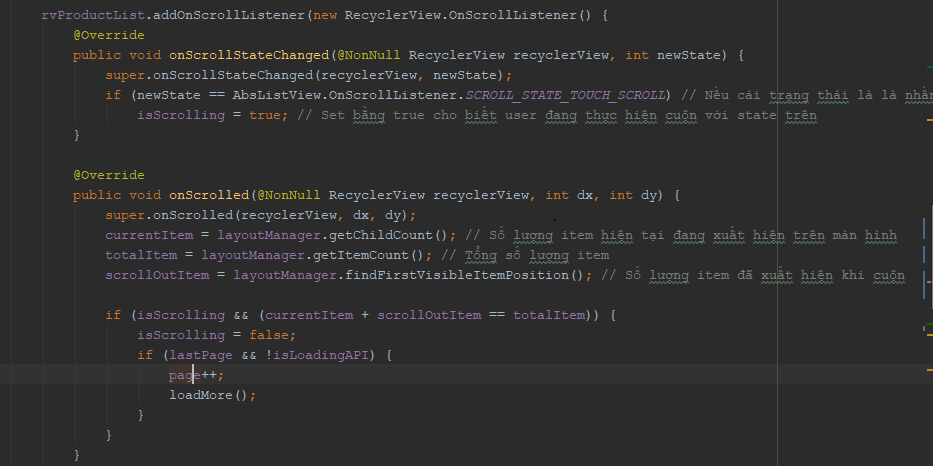 rvProductList.addOnScrollListener(new RecyclerView.OnScrollListener() {
@Override
public void onScrollStateChanged(@NonNull RecyclerView recyclerView, int newState) {
super.onScrollStateChanged(recyclerView, newState);
if (newState == AbsListView.OnScrollListener.SCROLL_STATE_TOUCH_SCROLL) // Nếu cái trạng thái là là nhấn
isScrolling = true; // Set bằng true cho biết user đang thực hiện cuộn với state trên
}
@Override
public void onScrolled(@NonNull RecyclerView recyclerView, int dx, int dy) {
super.onScrolled(recyclerView, dx, dy);
currentItem = layoutManager.getChildCount(); // Số lượng item hiện tại đang xuất hiện trên màn hình
totalItem = layoutManager.getItemCount(); // Tổng số lượng item
scrollOutItem = layoutManager.findFirstVisibleItemPosition(); // Số lượng item đã xuất hiện khi cuộn
if (isScrolling && (currentItem + scrollOutItem == totalItem)) {
isScrolling = false;
if (lastPage && !isLoadingAPI) {
page++;
loadMore();
}
}
}